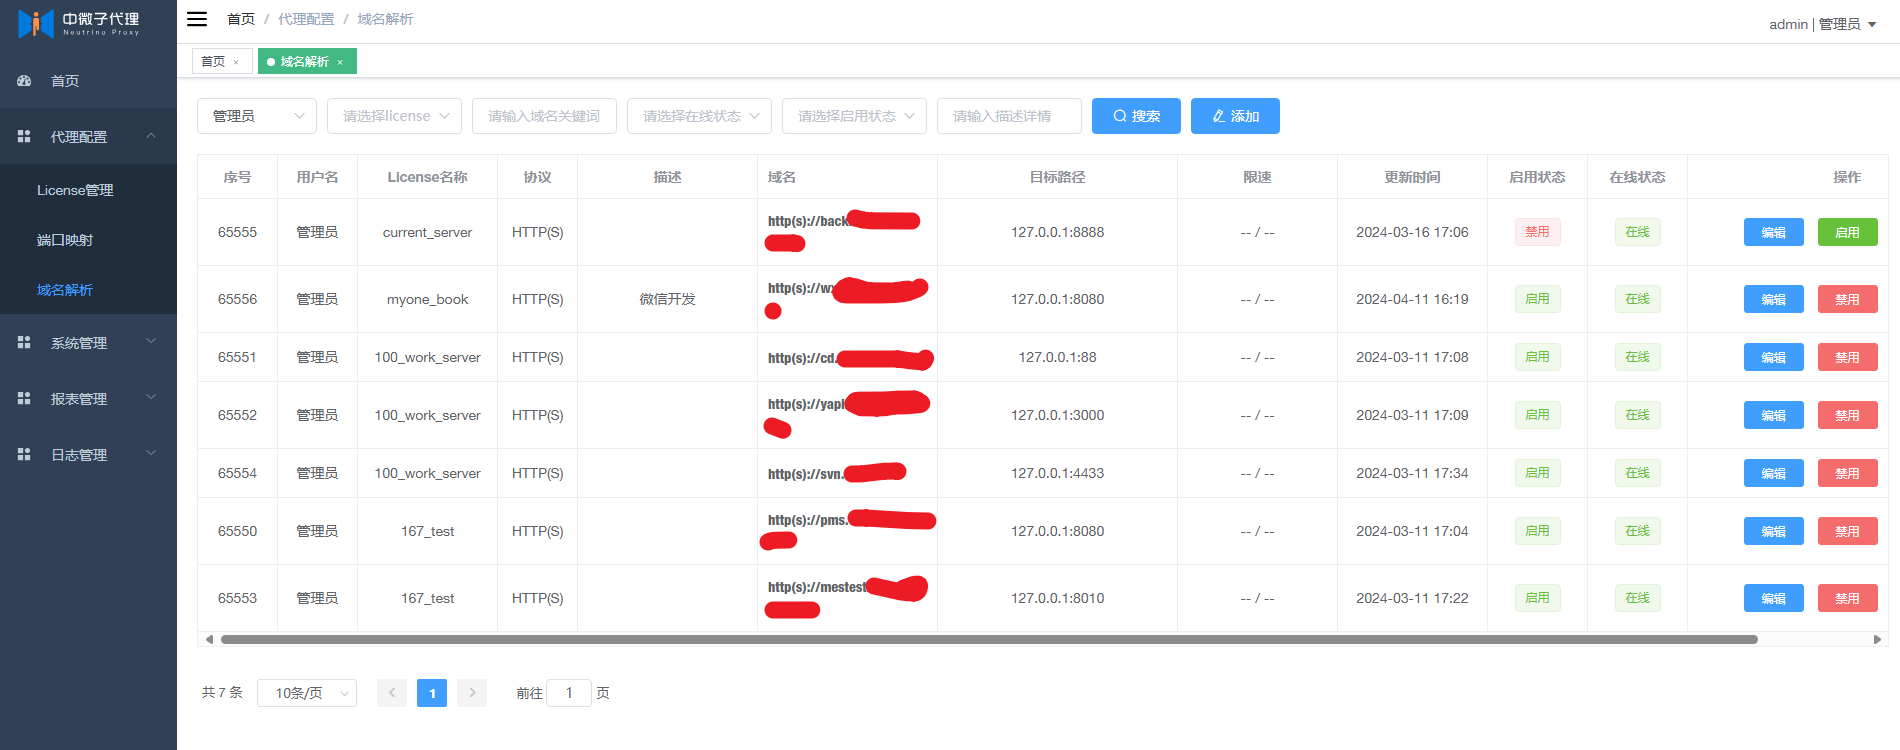 中微子代理
Neutrino Proxy
首页 / 代理配置 / 域名解析
admin | 管理员
首页 ×
域名解析 ×
首页
代理配置
License管理
端口映射
域名解析
系统管理
报表管理
日志管理
管理员
请选择license
请输入域名关键词
请选择在线状态
请选择启用状态
请输入描述详情
搜索
添加
序号 用户名 License名称 协议 描述 域名 目标路径 限速 更新时间 启用状态 在线状态 操作
65555 管理员 current_server HTTP(S) http(s)://back. 127.0.0.1:8888 -- / -- 2024-03-16 17:06 禁用 在线 编辑 启用
65556 管理员 myone_book HTTP(S) 微信开发 http(s)://wx 127.0.0.1:8080 -- / -- 2024-04-11 16:19 启用 在线 编辑 禁用
65551 管理员 100_work_server HTTP(S) http(s)://cd. 127.0.0.1:88 -- / -- 2024-03-11 17:08 启用 在线 编辑 禁用
65552 管理员 100_work_server HTTP(S) http(s)://yapi 127.0.0.1:3000 -- / -- 2024-03-11 17:09 启用 在线 编辑 禁用
65554 管理员 100_work_server HTTP(S) http(s)://svn. 127.0.0.1:4433 -- / -- 2024-03-11 17:34 启用 在线 编辑 禁用
65550 管理员 167_test HTTP(S) http(s)://pms. 127.0.0.1:8080 -- / -- 2024-03-11 17:04 启用 在线 编辑 禁用
65553 管理员 167_test HTTP(S) http(s)://mestest 127.0.0.1:8010 -- / -- 2024-03-11 17:22 启用 在线 编辑 禁用
共 7 条 10条/页 1 前往 1 页